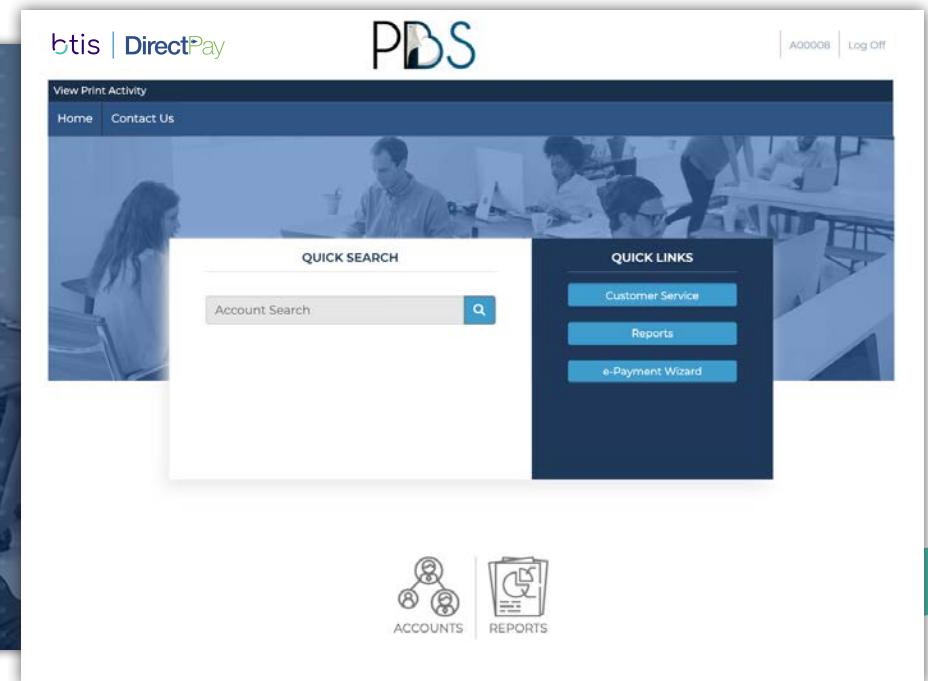 btis | DirectPay
PBS
A00008 | Log Off
View Print Activity
Home Contact Us
QUICK SEARCH
Account Search
QUICK LINKS
Customer Service
Reports
e-Payment Wizard
ACCOUNTS
REPORTS